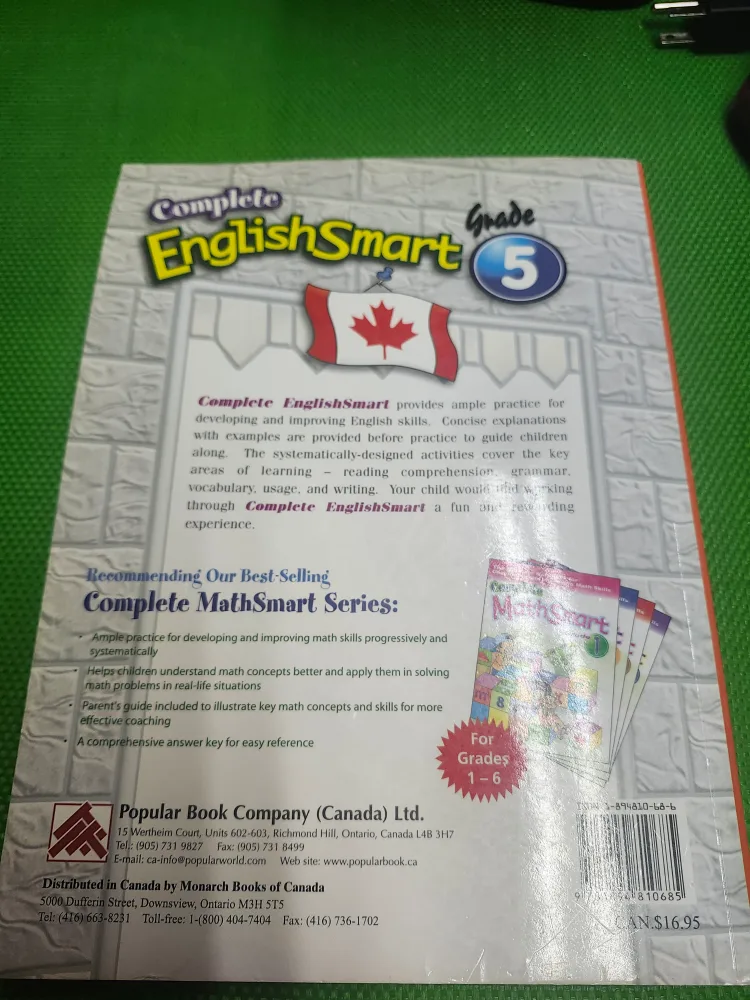 Complete
EnglishSmart
Grade
5
Complete EnglishSmart provides ample practice for
developing and improving English skills. Concise explanations
with examples are provided before practice to guide children
along. The systematically-designed activities cover the key
areas of learning – reading comprehension, grammar,
vocabulary, usage, and writing. Your child would find working
through Complete EnglishSmart a fun and rewarding
experience.
Recommending Our Best-Selling
Complete MathSmart Series:
• Ample practice for developing and improving math skills progressively and
systematically
• Helps children understand math concepts better and apply them in solving
math problems in real-life situations
• Parent's guide included to illustrate key math concepts and skills for more
effective coaching
• A comprehensive answer key for easy reference
Complete
MathSmart
1
For
Grades
1 – 6
Popular Book Company (Canada) Ltd.
15 Wertheim Court, Units 602-603, Richmond Hill, Ontario, Canada L4B 3H7
Tel.: (905) 731 9827 Fax: (905) 731 8499
E-mail: ca-info@popularworld.com Web site: www.popularbook.ca
Distributed in Canada by Monarch Books of Canada
5000 Dufferin Street, Downsview, Ontario M3H 5T5
Tel: (416) 663-8231 Toll-free: 1-(800) 404-7404 Fax: (416) 736-1702
ISBN 1-894810-68-6
810685
CAN.$16.95